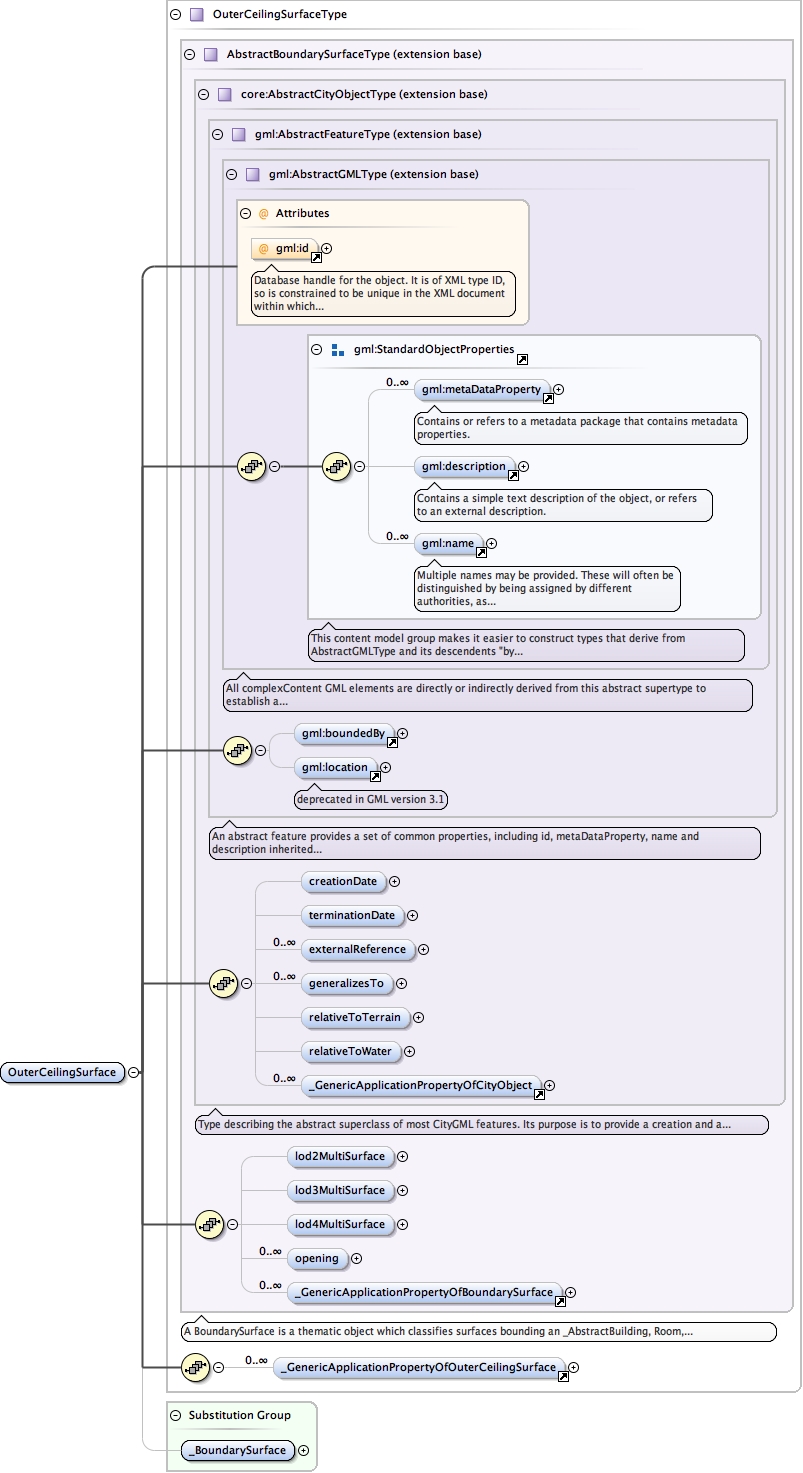 OuterCeilingSurfaceType
AbstractBoundarySurfaceType (extension base)
core:AbstractCityObjectType (extension base)
gml:AbstractFeatureType (extension base)
gml:AbstractGMLType (extension base)
@ Attributes
@ gml:id
Database handle for the object. It is of XML type ID,
so is constrained to be unique in the XML document
within which...
gml:StandardObjectProperties
0..∞ gml:metaDataProperty
Contains or refers to a metadata package that contains metadata
properties.
gml:description
Contains a simple text description of the object, or refers
to an external description.
0..∞ gml:name
Multiple names may be provided. These will often be
distinguished by being assigned by different
authorities, as...
This content model group makes it easier to construct types that derive from
AbstractGMLType and its descendents "by...
All complexContent GML elements are directly or indirectly derived from this abstract supertype to
establish a...
gml:boundedBy
gml:location
deprecated in GML version 3.1
An abstract feature provides a set of common properties, including id, metaDataProperty, name and
description inherited...
creationDate
terminationDate
0..∞ externalReference
0..∞ generalizesTo
relativeToTerrain
relativeToWater
OuterCeilingSurface
0..∞ _GenericApplicationPropertyOfCityObject
Type describing the abstract superclass of most CityGML features. Its purpose is to provide a creation and a...
lod2MultiSurface
lod3MultiSurface
lod4MultiSurface
0..∞ opening
0..∞ _GenericApplicationPropertyOfBoundarySurface
A BoundarySurface is a thematic object which classifies surfaces bounding an _AbstractBuilding, Room,...
0..∞ _GenericApplicationPropertyOfOuterCeilingSurface
Substitution Group
_BoundarySurface